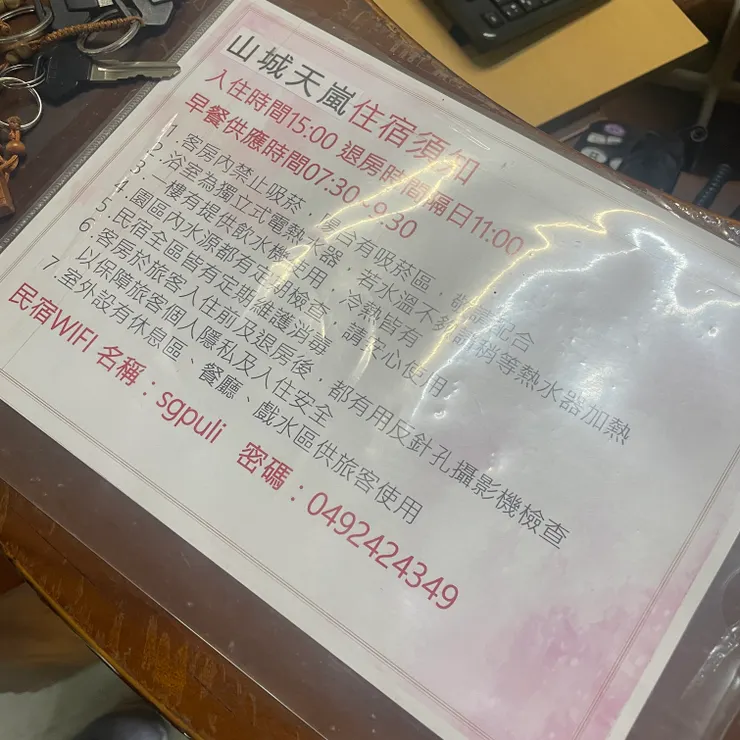 山城天嵐住宿須知
入住時間15:00 退房時間隔日11:00
早餐供應時間07:30~9:30
1.客房內禁止吸菸，陽台有吸菸區，敬請配合
2.浴室為獨立式電熱水器，若水溫不夠請稍等熱水器加熱
3.一樓有提供飲水機使用，冷熱皆有
4.園區內水源都有定期檢查，請安心使用
5.民宿全區皆有定期維護消毒
6.客房於旅客入住前及退房後，都有用反針孔攝影機檢查
以保障旅客個人隱私及入住安全
7.室外設有休息區、餐廳、戲水區供旅客使用
民宿WIFI 名稱：sgpuli 密碼：0492424349